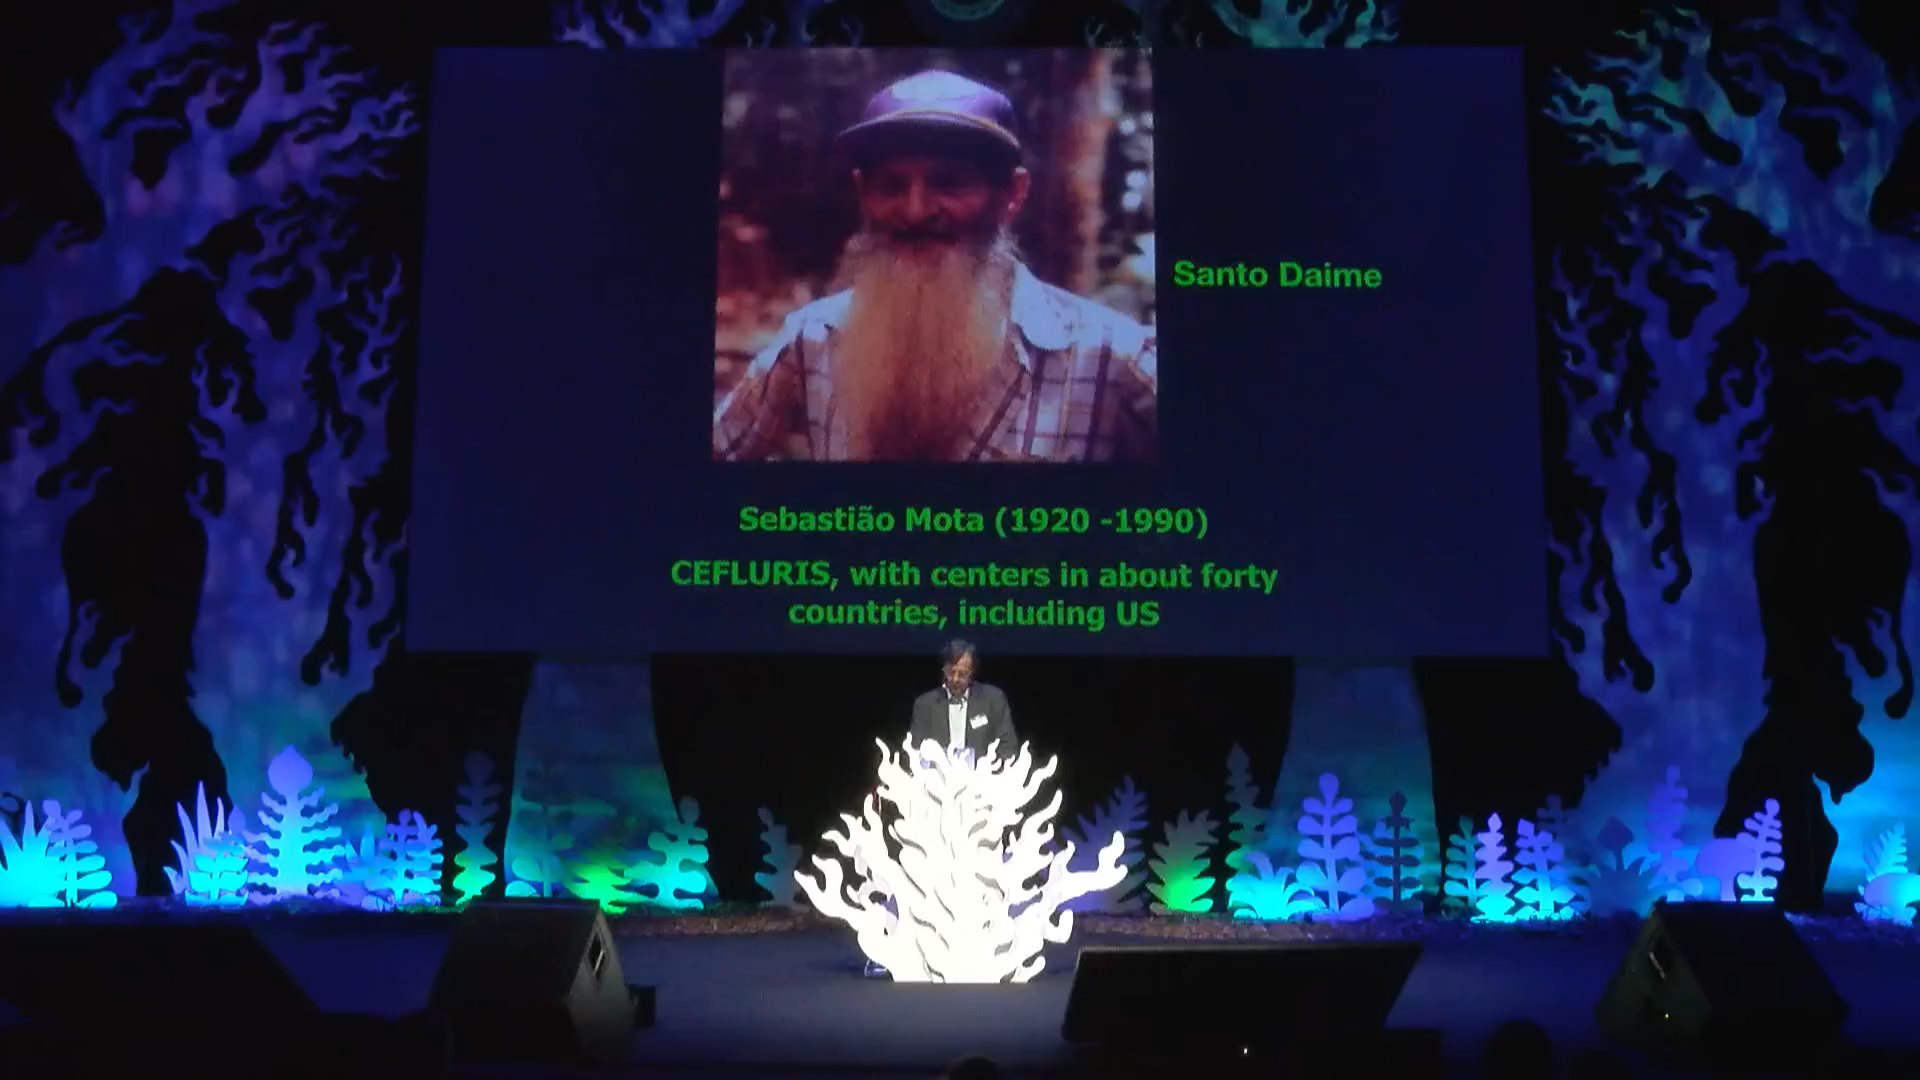 Santo Daime
Sebastião Mota (1920 -1990)
CEFLURIS, with centers in about forty
countries, including US